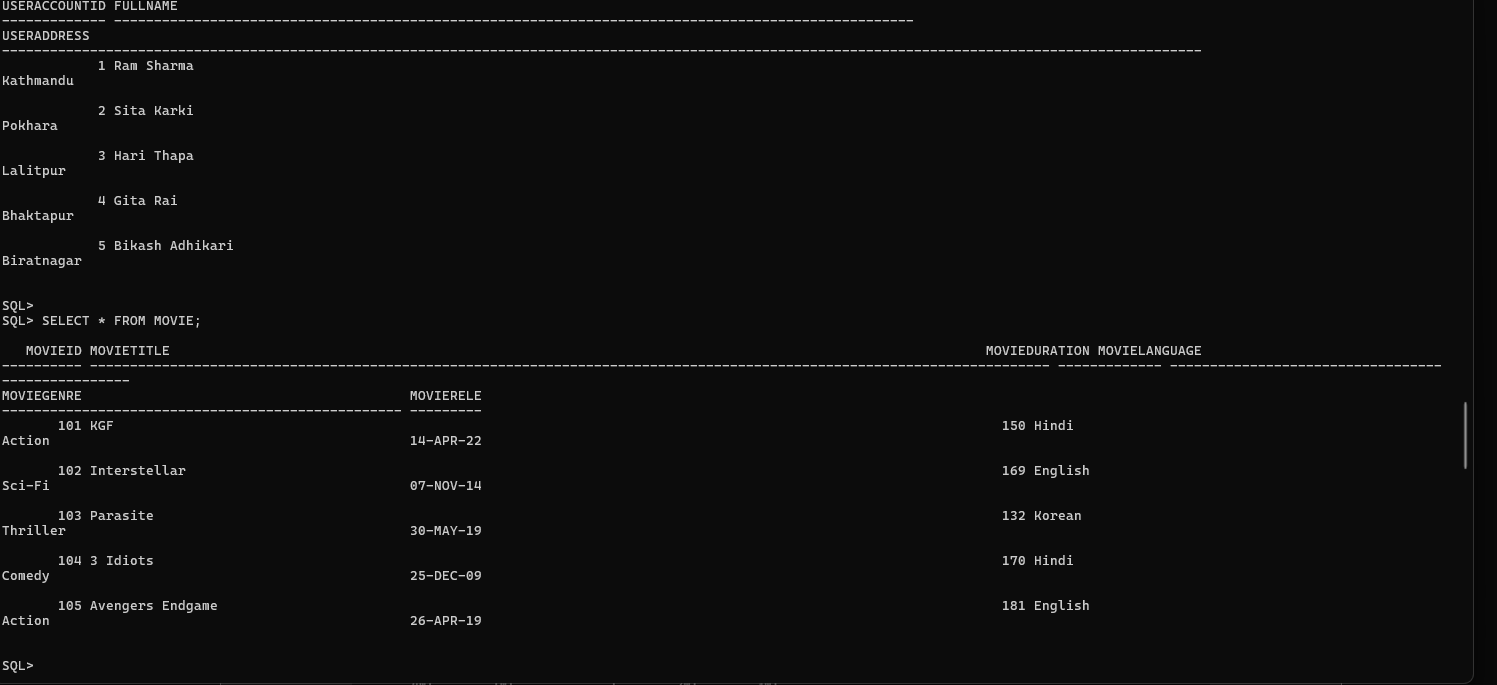 USERACCOUNTID FULLNAME
------------- ----------------------------------------------------------------------------------------------------
USERADDRESS
------------------------------------------------------------------------------------------------------------------------------------------------------
            1 Ram Sharma
Kathmandu
            2 Sita Karki
Pokhara
            3 Hari Thapa
Lalitpur
            4 Gita Rai
Bhaktapur
            5 Bikash Adhikari
Biratnagar
SQL>
SQL> SELECT * FROM MOVIE;
   MOVIEID MOVIETITLE MOVIEDURATION MOVIELANGUAGE
---------- ------------------------------------------------------------------------------------------------------------------------ ------------- ----------------------------------
----------------
MOVIEGENRE                                         MOVIERELE
-------------------------------------------------- ---------
       101 KGF 150 Hindi
Action                                             14-APR-22
       102 Interstellar 169 English
Sci-Fi                                             07-NOV-14
       103 Parasite 132 Korean
Thriller                                           30-MAY-19
       104 3 Idiots 170 Hindi
Comedy                                             25-DEC-09
       105 Avengers Endgame 181 English
Action                                             26-APR-19
SQL>